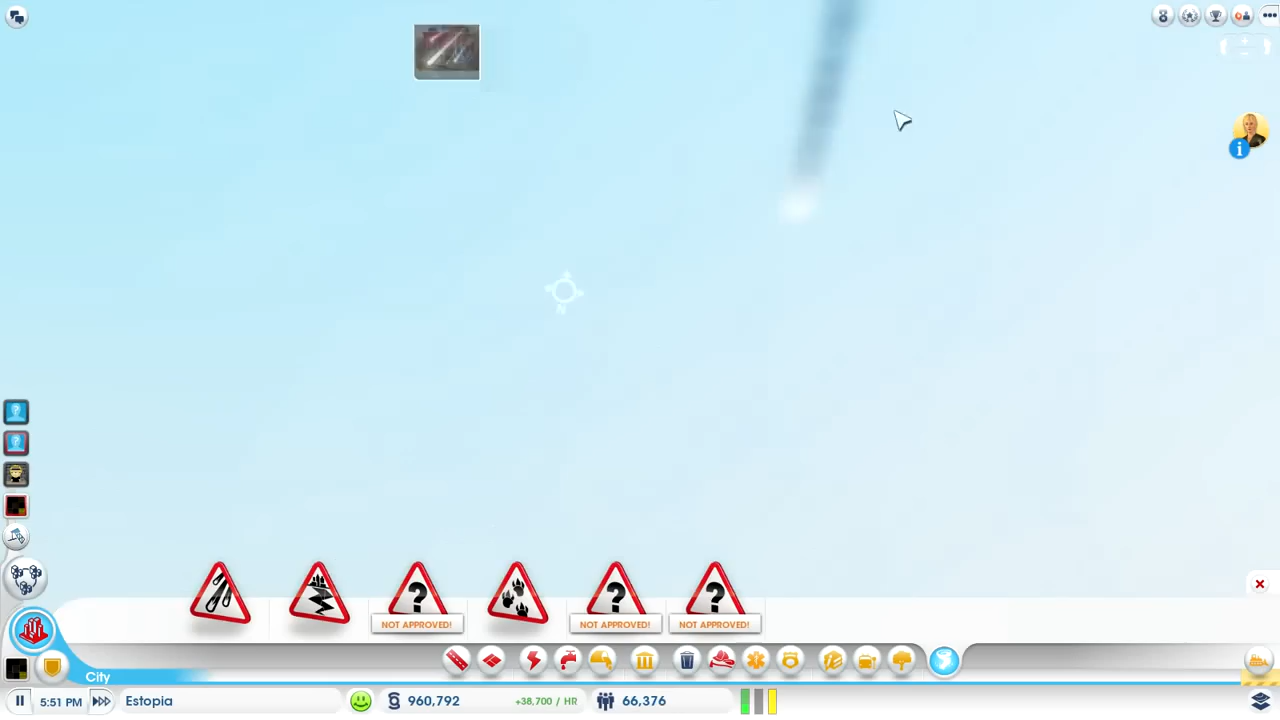 N
?
NOT APPROVED!
?
NOT APPROVED!
?
NOT APPROVED!
City
5:51 PM
Estopia
960,792
+38,700 / HR
66,376